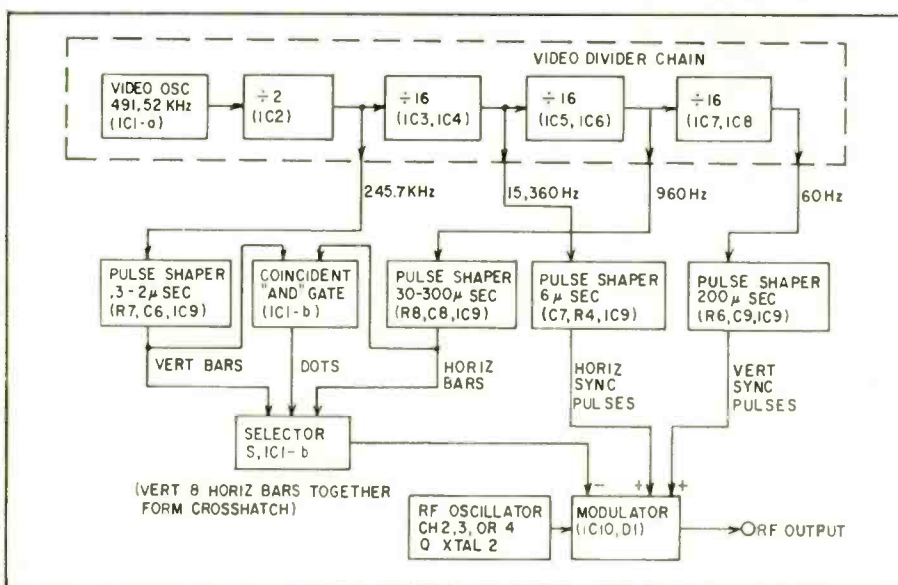 VIDEO DIVIDER CHAIN
VIDEO OSC
491,52 KHz
(IC1-a)
÷2
(IC2)
÷16
(IC3, IC4)
÷16
(IC5, IC6)
÷16
(IC7, IC8
245.7KHz
15,360Hz
960Hz
60Hz
PULSE SHAPER
,3-2µ SEC
(R7, C6, IC9)
COINCIDENT
"AND" GATE
(IC1-b)
PULSE SHAPER
30-300µ SEC
(R8, C8, IC9)
PULSE SHAPER
6µ SEC
(C7, R4, IC9)
PULSE SHAPER
200µ SEC
(R6, C9, IC9)
VERT BARS
DOTS
HORIZ
BARS
HORIZ
SYNC
PULSES
VERT
SYNC
PULSES
SELECTOR
S, IC1-b
(VERT 8 HORIZ BARS TOGETHER
FORM CROSSHATCH)
- + +
RF OSCILLATOR
CH 2, 3, OR 4
Q XTAL 2
MODULATOR
(IC10, D1)
RF OUTPUT